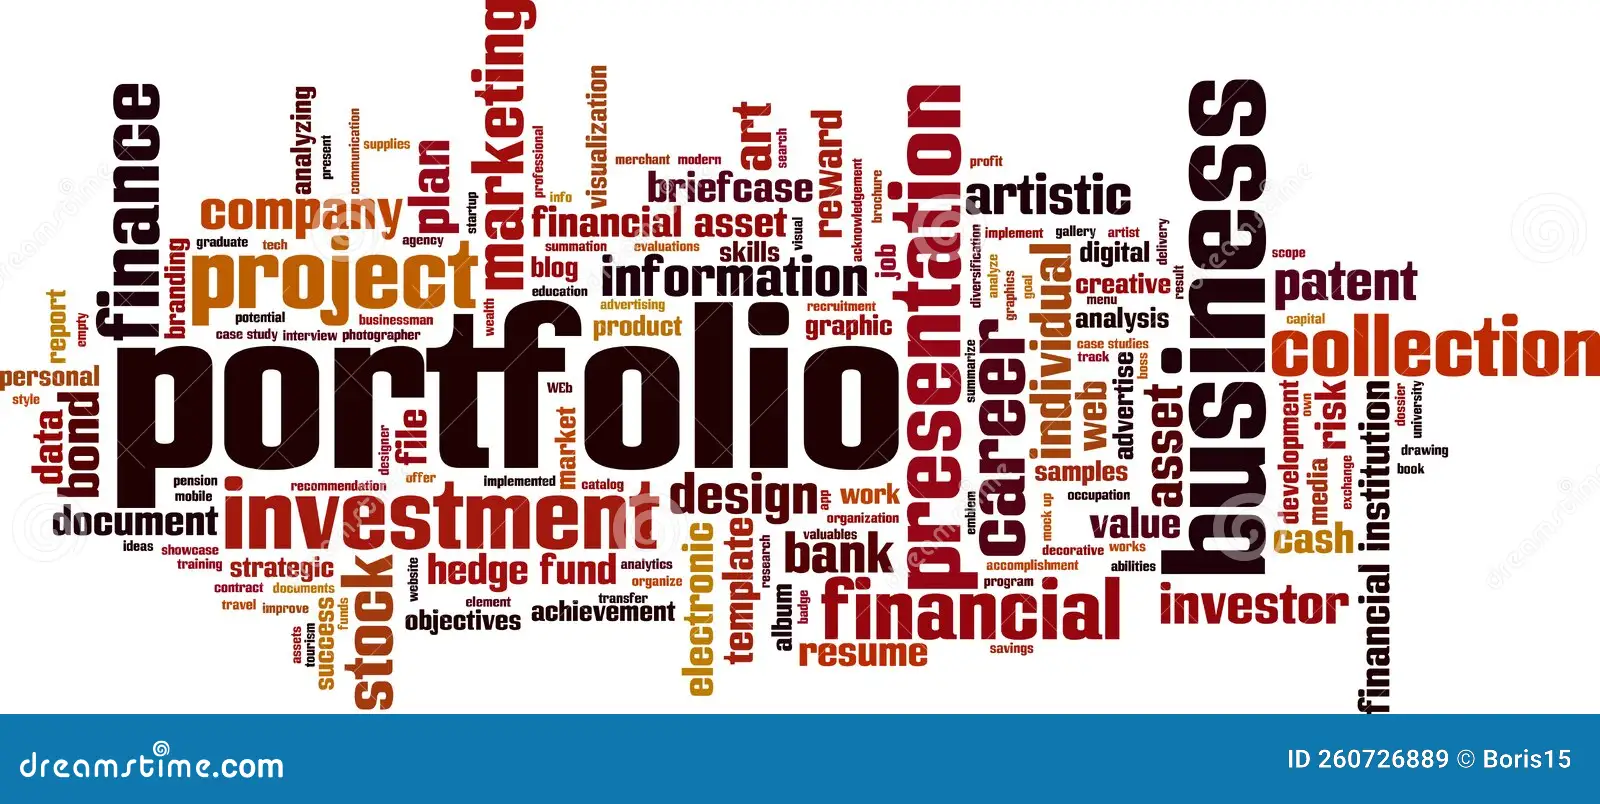 marketing
finance
analyzing
present
communication
supplies
plan
professional
visualization
merchant
modern
art
search
reward
presentation
profit
business
company
startup
info
briefcase
acknowledgement
brochure
artistic
graduate
tech
agency
financial asset
visual
implement
gallery
artist
delivery
branding
project
summation
evaluations
skills
job
diversification
individual
digital
scope
blog
information
analyze
graphics
goal
creative
result
patent
report
empty
potential
businessman
wealth
education
advertising
recruitment
menu
case study
interview
photographer
product
graphic
analysis
capital
collection
portfolio
personal
style
WEb
summarize
career
case studies
track
boss
advertise
web
asset
data
bond
file
designer
market
samples
development
own
risk
dossier
university
drawing
book
financial institution
pension
mobile
recommendation
offer
implemented
catalog
design
app
work
emblem
mock up
occupation
media
exchange
document
investment
organization
value
cash
ideas
showcase
training
strategic
stock
website
hedge fund
analytics
organize
electronic
template
research
valuables
bank
decorative
works
accomplishment
abilities
contract
documents
travel
improve
success
funds
assets
tourism
element
objectives
transfer
achievement
album
badge
program
financial
investor
resume
savings
dreamstime.com
ID 260726889 © Boris15